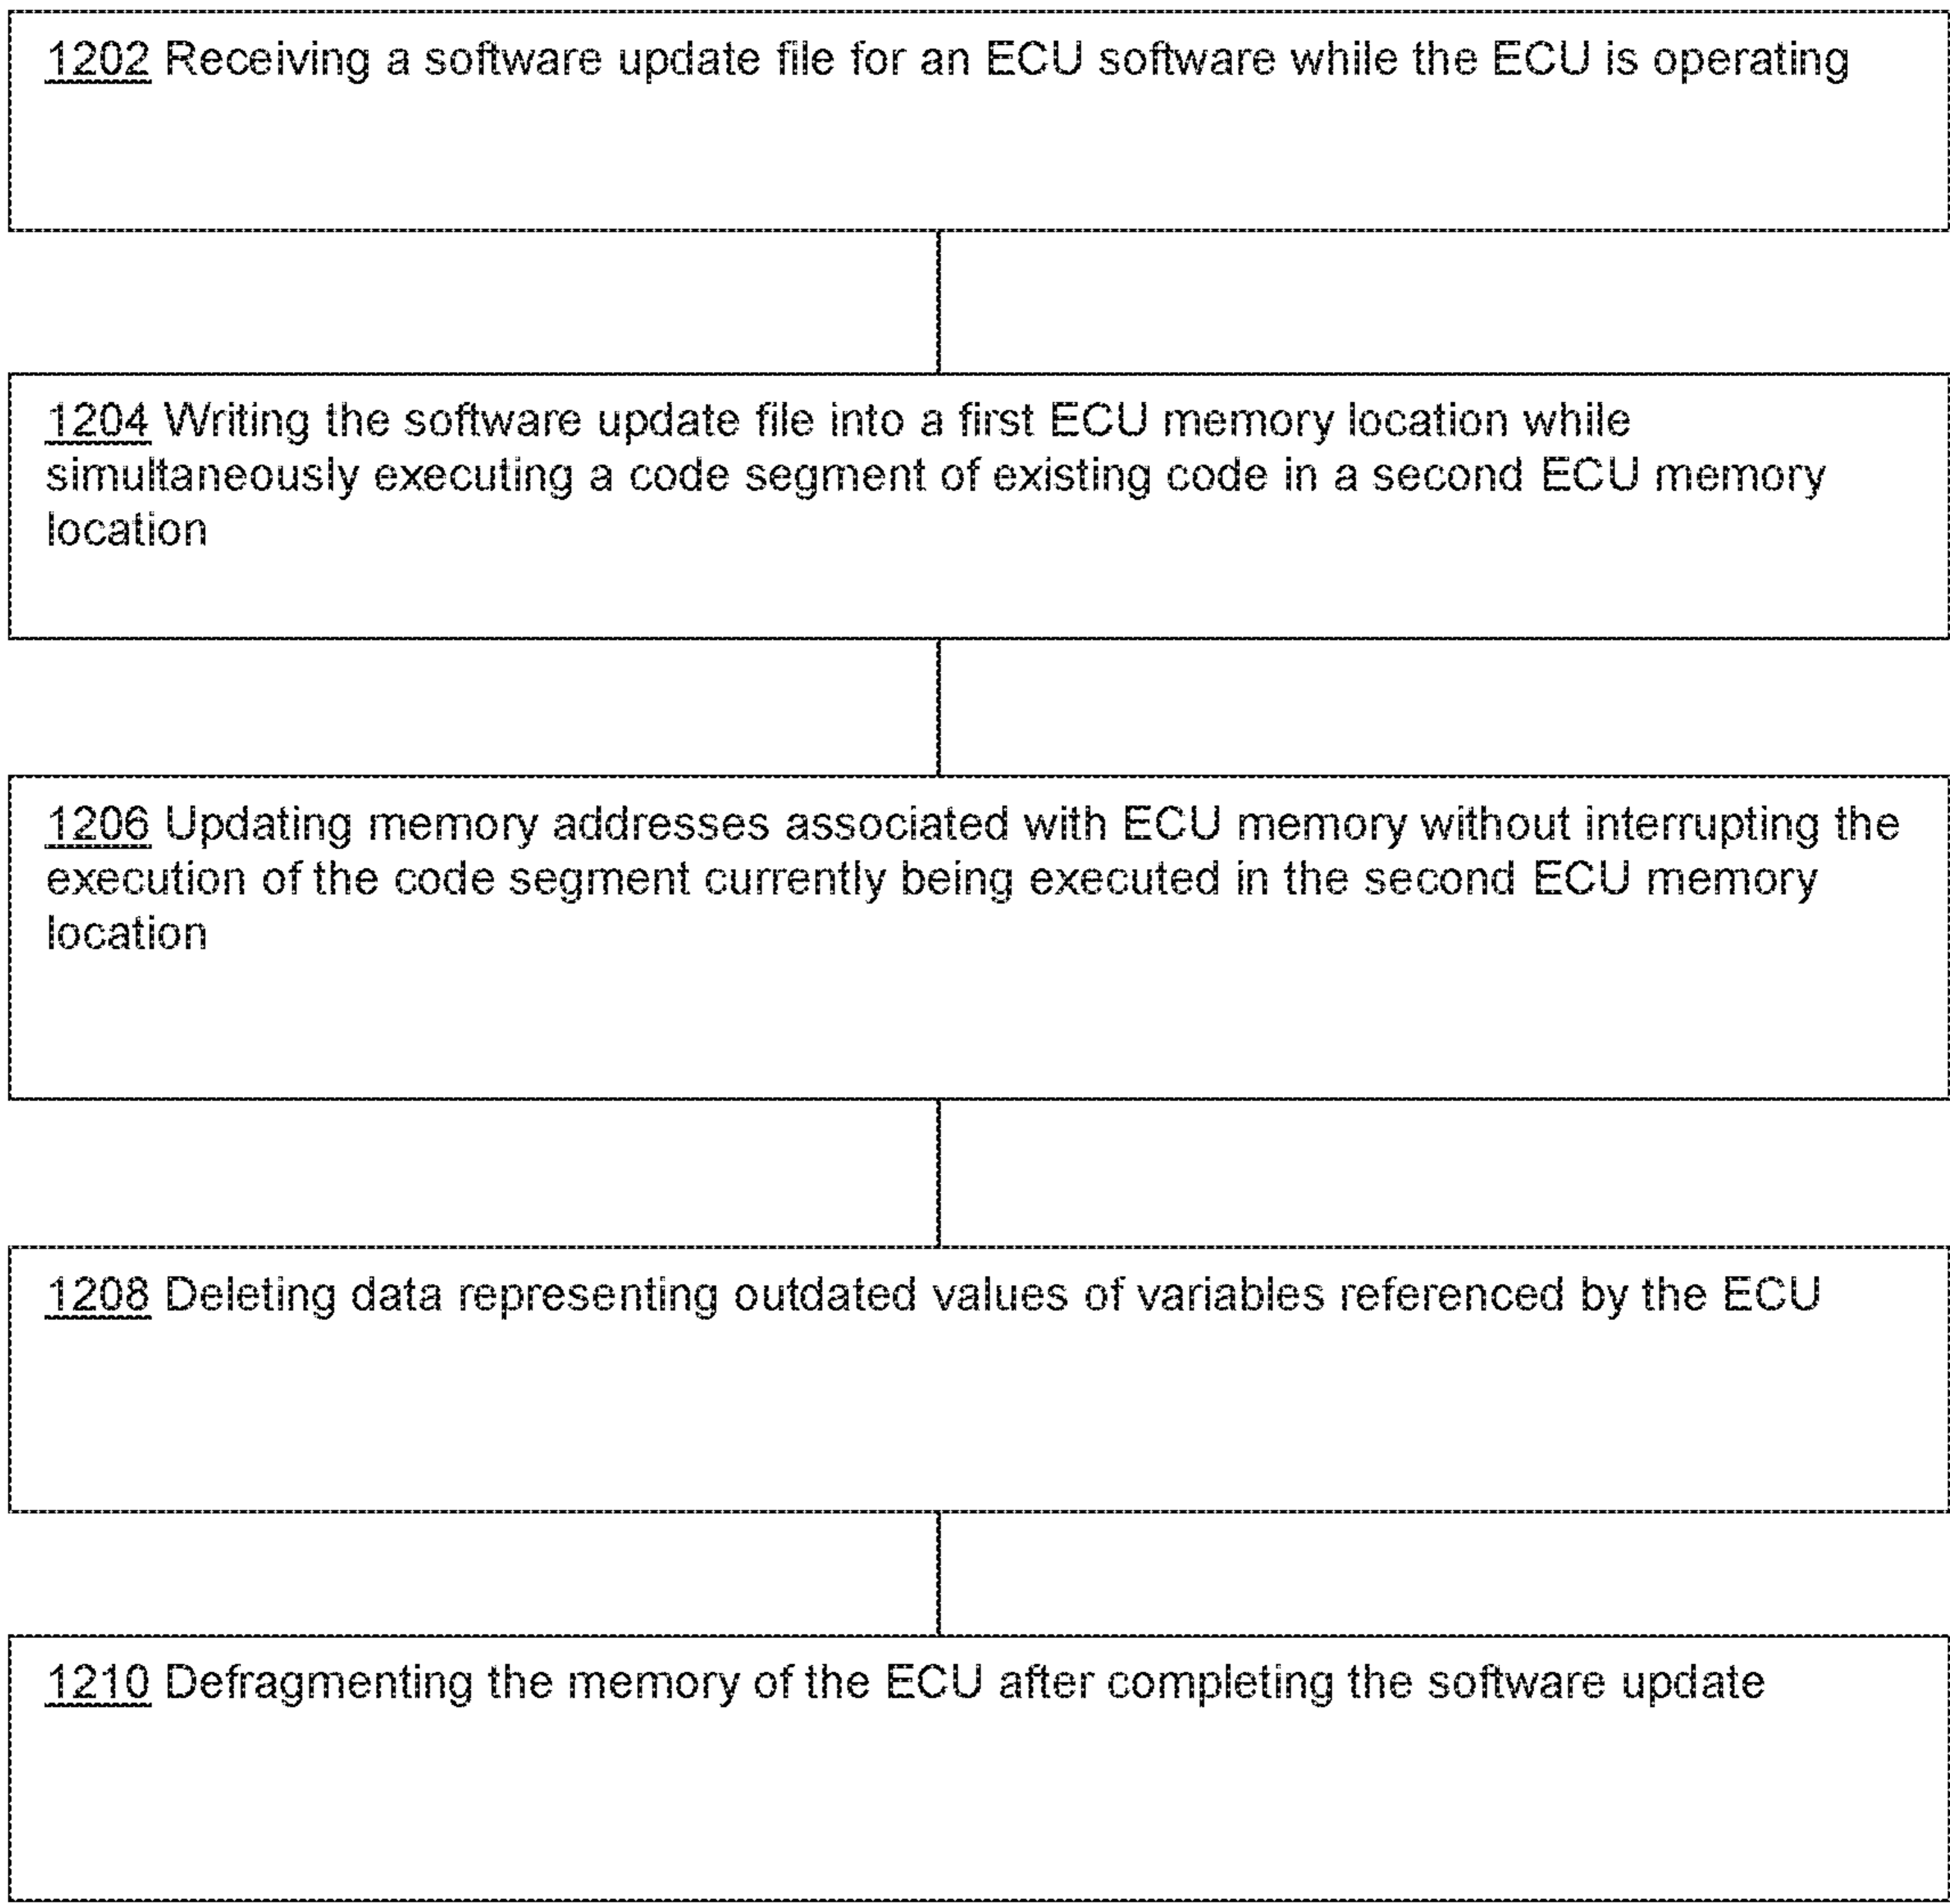 1202 Receiving a software update file for an ECU software while the ECU is operating
1204 Writing the software update file into a first ECU memory location while
simultaneously executing a code segment of existing code in a second ECU memory
location
1206 Updating memory addresses associated with ECU memory without interrupting the
execution of the code segment currently being executed in the second ECU memory
location
1208 Deleting data representing outdated values of variables referenced by the ECU
1210 Defragmenting the memory of the ECU after completing the software update